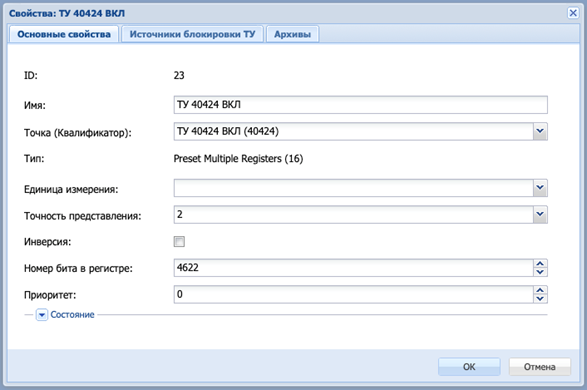 Свойства: ТУ 40424 ВКЛ
Основные свойства Источники блокировки ТУ Архивы
ID: 23
Имя: ТУ 40424 ВКЛ
Точка (Квалификатор): ТУ 40424 ВКЛ (40424)
Тип: Preset Multiple Registers (16)
Единица измерения:
Точность представления: 2
Инверсия:
Номер бита в регистре: 4622
Приоритет: 0
Состояние
ОК Отмена